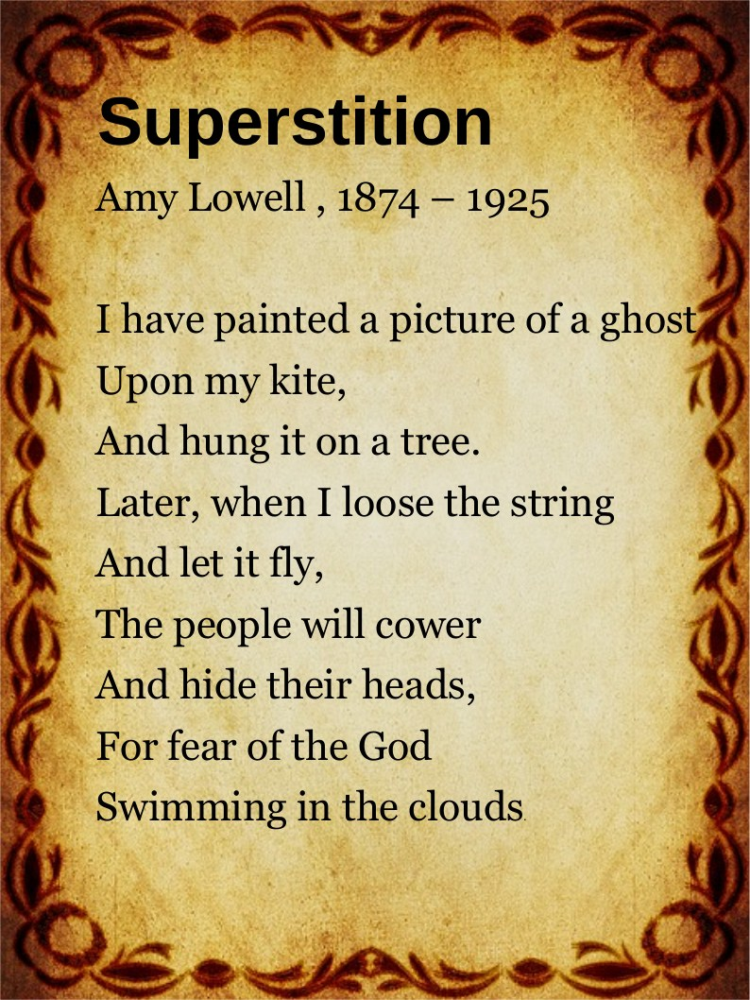 Superstition
Amy Lowell , 1874 – 1925
I have painted a picture of a ghost
Upon my kite,
And hung it on a tree.
Later, when I loose the string
And let it fly,
The people will cower
And hide their heads,
For fear of the God
Swimming in the clouds.